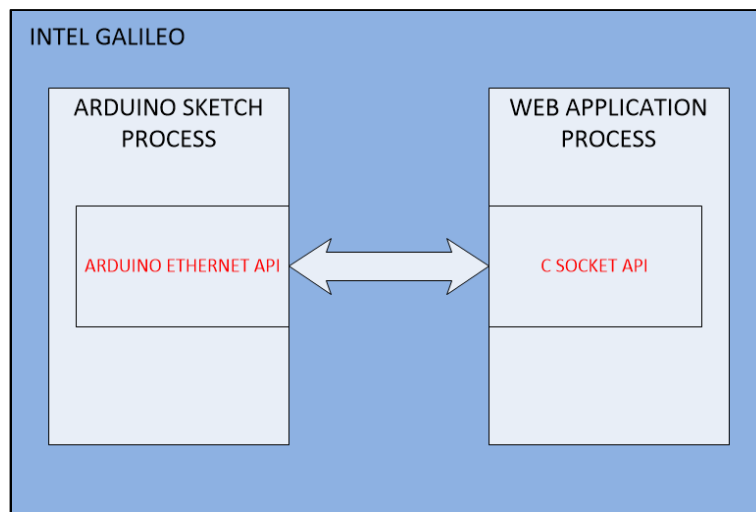 INTEL GALILEO
ARDUINO SKETCH
PROCESS
WEB APPLICATION
PROCESS
ARDUINO ETHERNET API
C SOCKET API